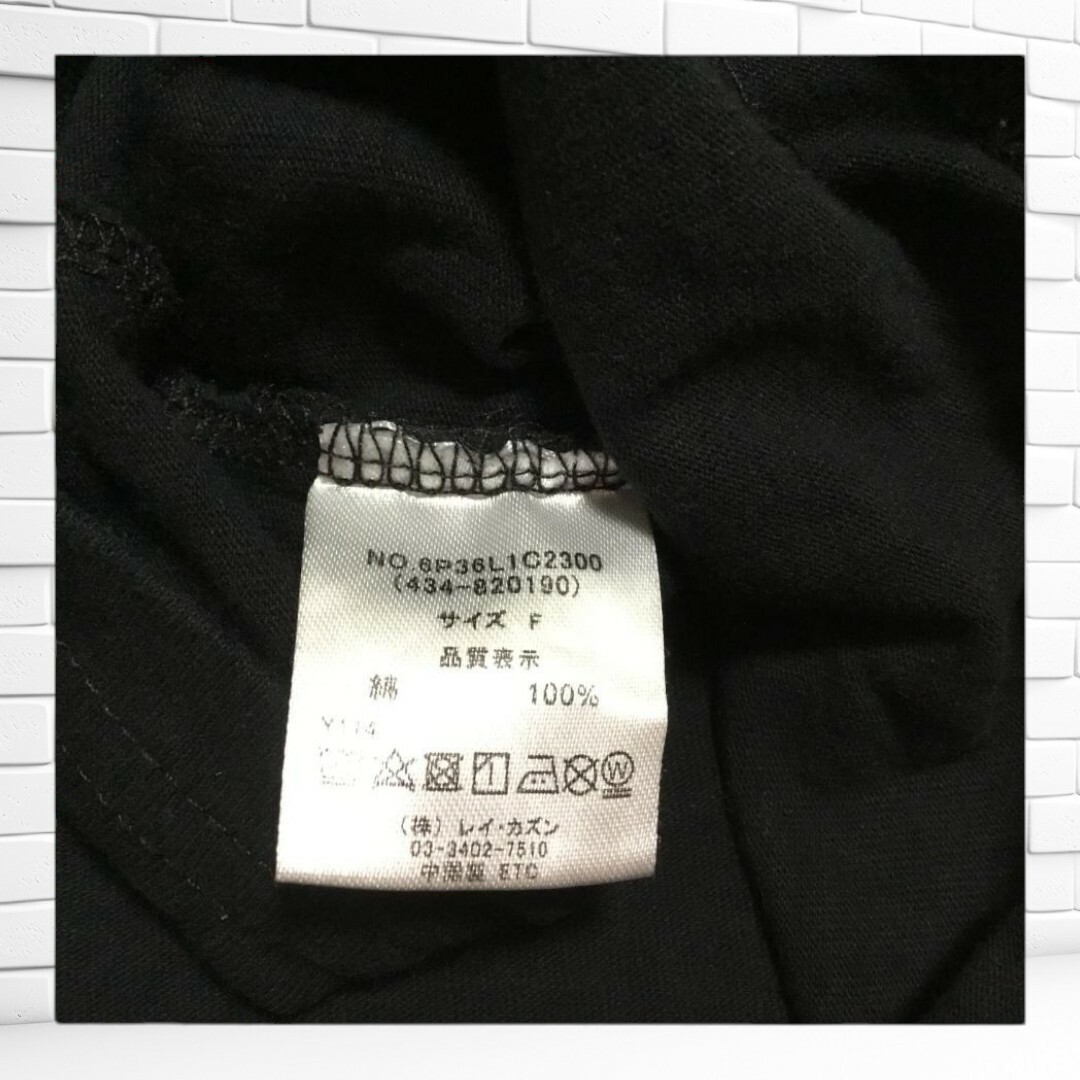 NO.6P36L1C2300
(434-820190)
サイズ F
品質表示
綿 100%
Y114
W
(株) レイ・カズン
03-3402-7510
中国製 ETC